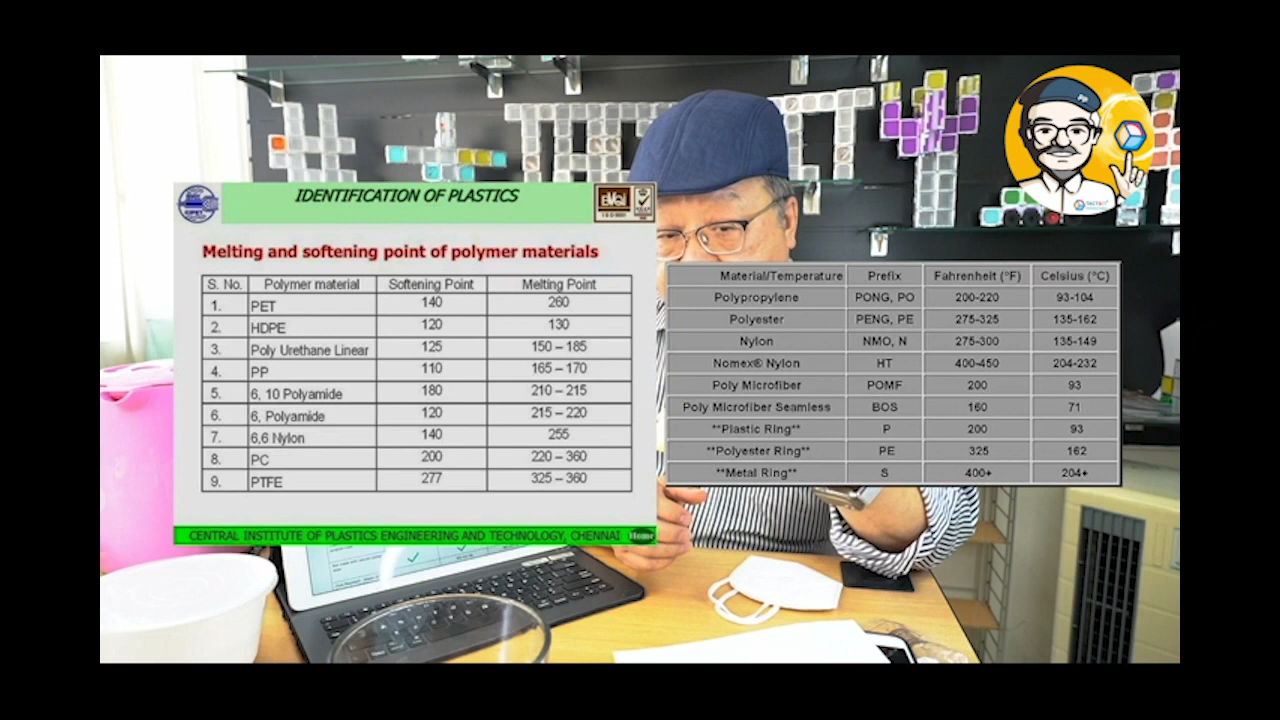 IDENTIFICATION OF PLASTICS
Melting and softening point of polymer materials
S. No. Polymer material Softening Point Melting Point
1. PET 140 260
2. HDPE 120 130
3. Poly Urethane Linear 125 150 – 185
4. PP 110 165 – 170
5. 6, 10 Polyamide 180 210 – 215
6. 6, Polyamide 120 215 – 220
7. 6,6 Nylon 140 255
8. PC 200 220 – 360
9. PTFE 277 325 – 360
CENTRAL INSTITUTE OF PLASTICS ENGINEERING AND TECHNOLOGY, CHENNAI Home
Material/Temperature Prefix Fahrenheit (°F) Celsius (°C)
Polypropylene PONG, PO 200-220 93-104
Polyester PENG, PE 275-325 135-162
Nylon NMO, N 275-300 135-149
Nomex® Nylon HT 400-450 204-232
Poly Microfiber POMF 200 93
Poly Microfiber Seamless BOS 160 71
**Plastic Ring** P 200 93
**Polyester Ring** PE 325 162
**Metal Ring** S 400+ 204+